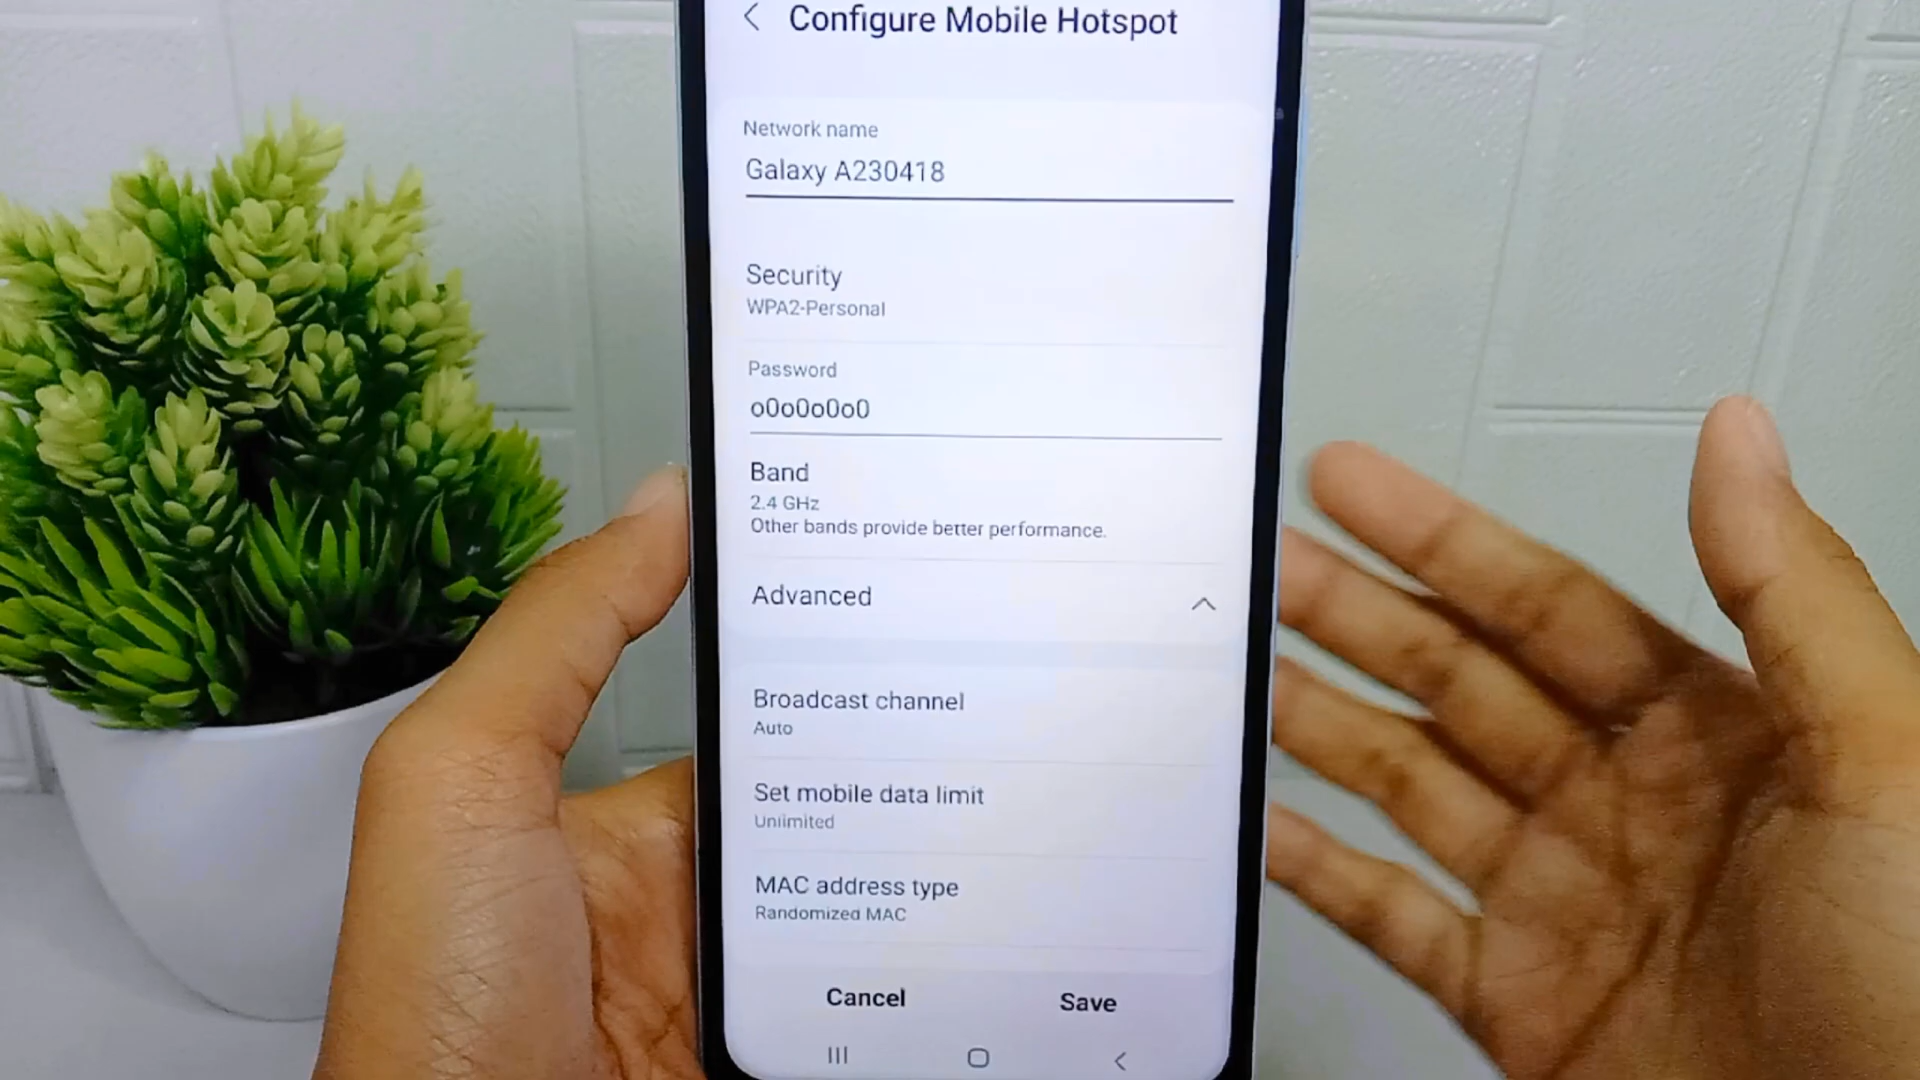 Configure Mobile Hotspot
Network name
Galaxy A230418
Security
WPA2-Personal
Password
o0o0o0o0
Band
2.4 GHz
Other bands provide better performance.
Advanced
Broadcast channel
Auto
Set mobile data limit
Unlimited
MAC address type
Randomized MAC
Cancel
Save